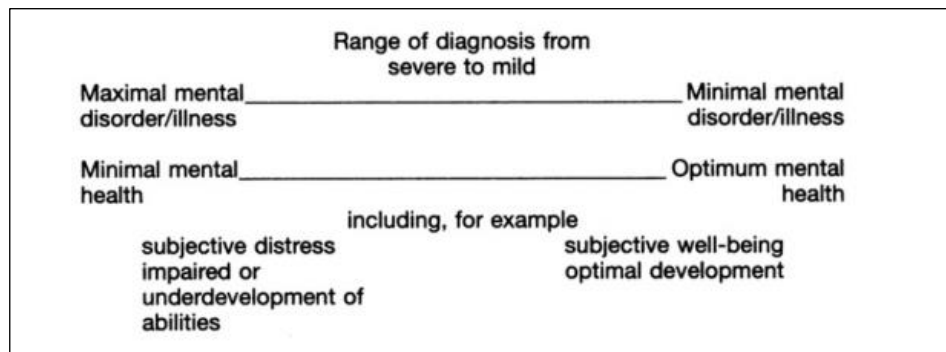 Range of diagnosis from
severe to mild
Maximal mental Minimal mental
disorder/illness disorder/illness
Minimal mental Optimum mental
health health
including, for example
subjective distress subjective well-being
impaired or optimal development
underdevelopment of
abilities